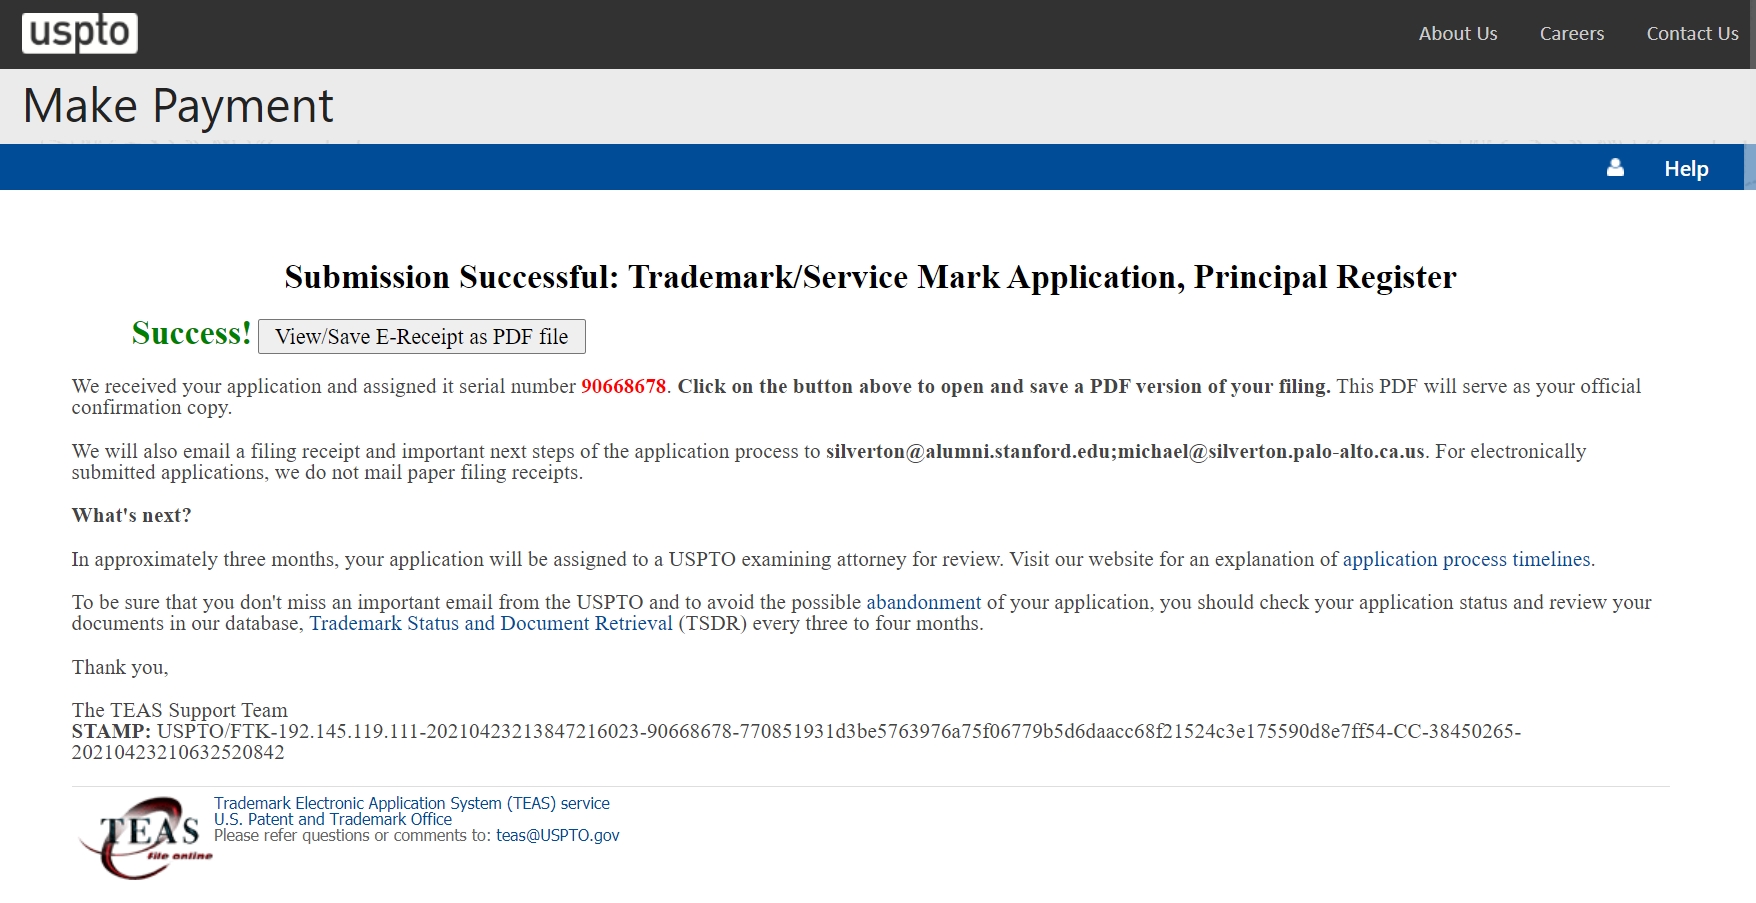 uspto
About Us Careers Contact Us
Make Payment
Help
Submission Successful: Trademark/Service Mark Application, Principal Register
Success! View/Save E-Receipt as PDF file
We received your application and assigned it serial number 90668678. Click on the button above to open and save a PDF version of your filing. This PDF will serve as your official
confirmation copy.
We will also email a filing receipt and important next steps of the application process to silverton@alumni.stanford.edu;michael@silverton.palo-alto.ca.us. For electronically
submitted applications, we do not mail paper filing receipts.
What's next?
In approximately three months, your application will be assigned to a USPTO examining attorney for review. Visit our website for an explanation of application process timelines.
To be sure that you don't miss an important email from the USPTO and to avoid the possible abandonment of your application, you should check your application status and review your
documents in our database, Trademark Status and Document Retrieval (TSDR) every three to four months.
Thank you,
The TEAS Support Team
STAMP: USPTO/FTK-192.145.119.111-20210423213847216023-90668678-770851931d3be5763976a75f06779b5d6daacc68f21524c3e175590d8e7ff54-CC-38450265-
20210423210632520842
TEAS
file online
Trademark Electronic Application System (TEAS) service
U.S. Patent and Trademark Office
Please refer questions or comments to: teas@USPTO.gov